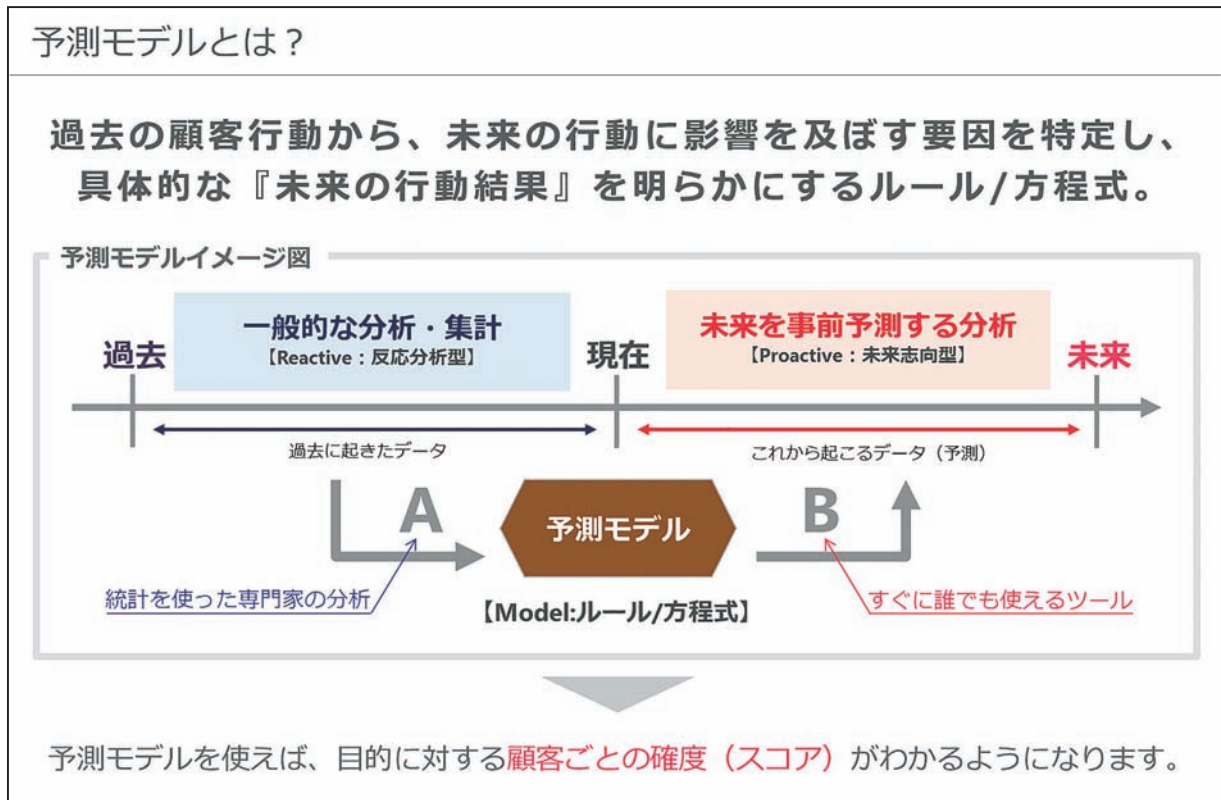 予測モデルとは？
過去の顧客行動から、未来の行動に影響を及ぼす要因を特定し、
具体的な『未来の行動結果』を明らかにするルール/方程式。
予測モデルイメージ図
過去
一般的な分析・集計
【Reactive：反応分析型】
現在
未来を事前予測する分析
【Proactive：未来志向型】
未来
過去に起きたデータ
これから起こるデータ（予測）
A
予測モデル
B
統計を使った専門家の分析
【Model:ルール/方程式】
すぐに誰でも使えるツール
予測モデルを使えば、目的に対する顧客ごとの確度（スコア）がわかるようになります。